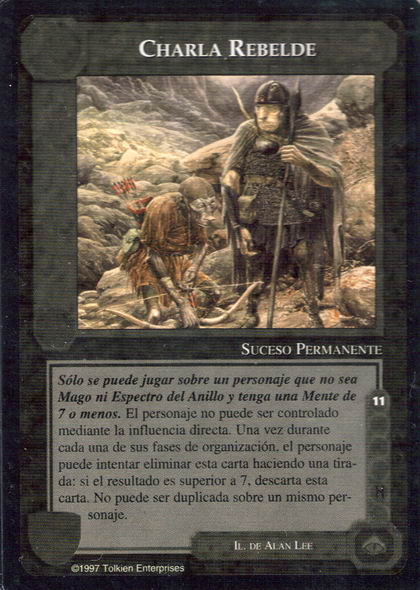 CHARLA REBELDE
SUCESO PERMANENTE
Sólo se puede jugar sobre un personaje que no sea
Mago ni Espectro del Anillo y tenga una Mente de
7 o menos. El personaje no puede ser controlado
mediante la influencia directa. Una vez durante
cada una de sus fases de organización, el personaje
puede intentar eliminar esta carta haciendo una tira-
da: si el resultado es superior a 7, descarta esta
carta. No puede ser duplicada sobre un mismo per-
sonaje.
11
IL. DE ALAN LEE
©1997 Tolkien Enterprises